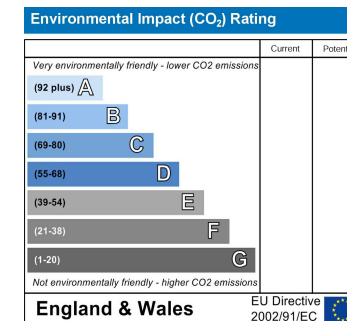 Environmental Impact (CO₂) Rating
Current Potent
Very environmentally friendly - lower CO2 emissions
(92 plus) A
(81-91) B
(69-80) C
(55-68) D
(39-54) E
(21-38) F
(1-20) G
Not environmentally friendly - higher CO2 emissions
England & Wales
EU Directive
2002/91/EC